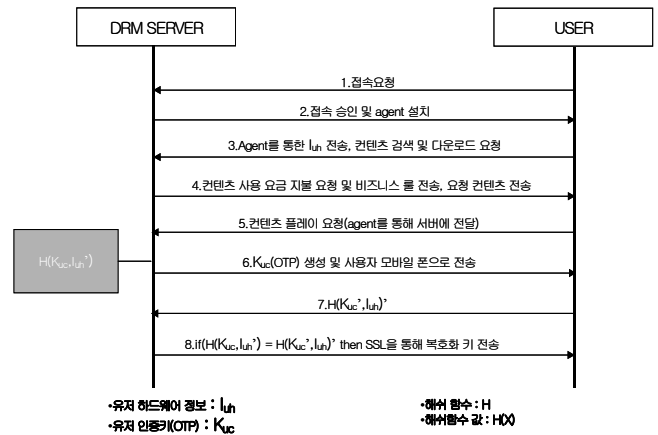 DRM SERVER
USER
1.접속요청
2.접속 승인 및 agent 설치
3.Agent를 통한 Iuh 전송, 컨텐츠 검색 및 다운로드 요청
4.컨텐츠 사용 요금 지불 요청 및 비즈니스 룰 전송, 요청 컨텐츠 전송
5.컨텐츠 플레이 요청(agent를 통해 서버에 전달)
H(Kuc,Iuh')
6.Kuc(OTP) 생성 및 사용자 모바일 폰으로 전송
7.H(Kuc',Iuh)'
8.if(H(Kuc,Iuh') = H(Kuc',Iuh)' then SSL을 통해 복호화 키 전송
•유저 하드웨어 정보 : Iuh
•유저 인증키(OTP) : Kuc
•해쉬 함수 : H
•해쉬함수 값 : H(X)